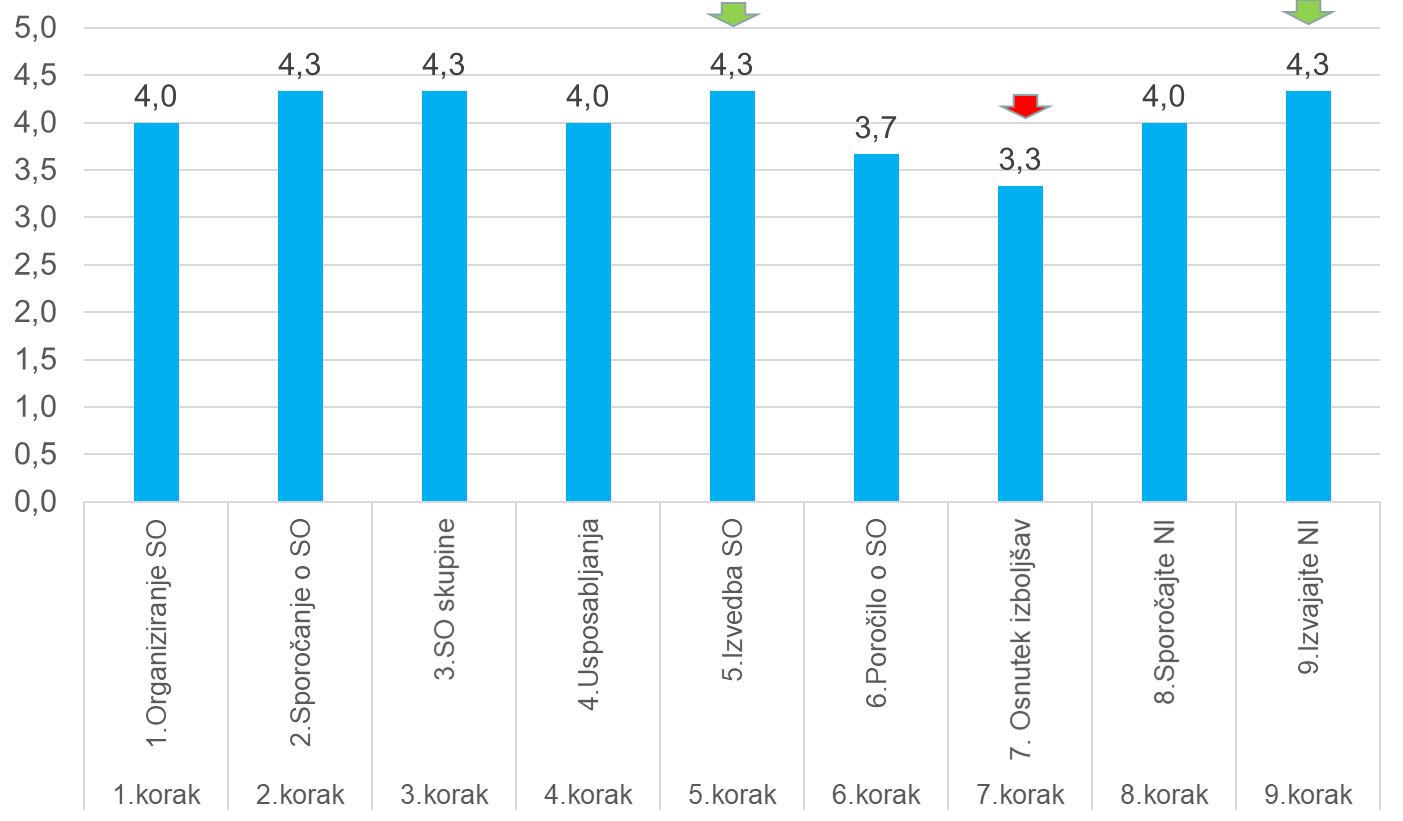 5,0
4,5
4,0
3,5
3,0
2,5
2,0
1,5
1,0
0,5
0,0
4,0
4,3
4,3
4,0
4,3
3,7
3,3
4,0
4,3
1.Organiziranje SO
2.Sporočanje o SO
3.SO skupine
4.Usposabljanja
5.Izvedba SO
6.Poročilo o SO
7. Osnutek izboljšav
8.Sporočajte NI
9.Izvajajte NI
1.korak
2.korak
3.korak
4.korak
5.korak
6.korak
7.korak
8.korak
9.korak